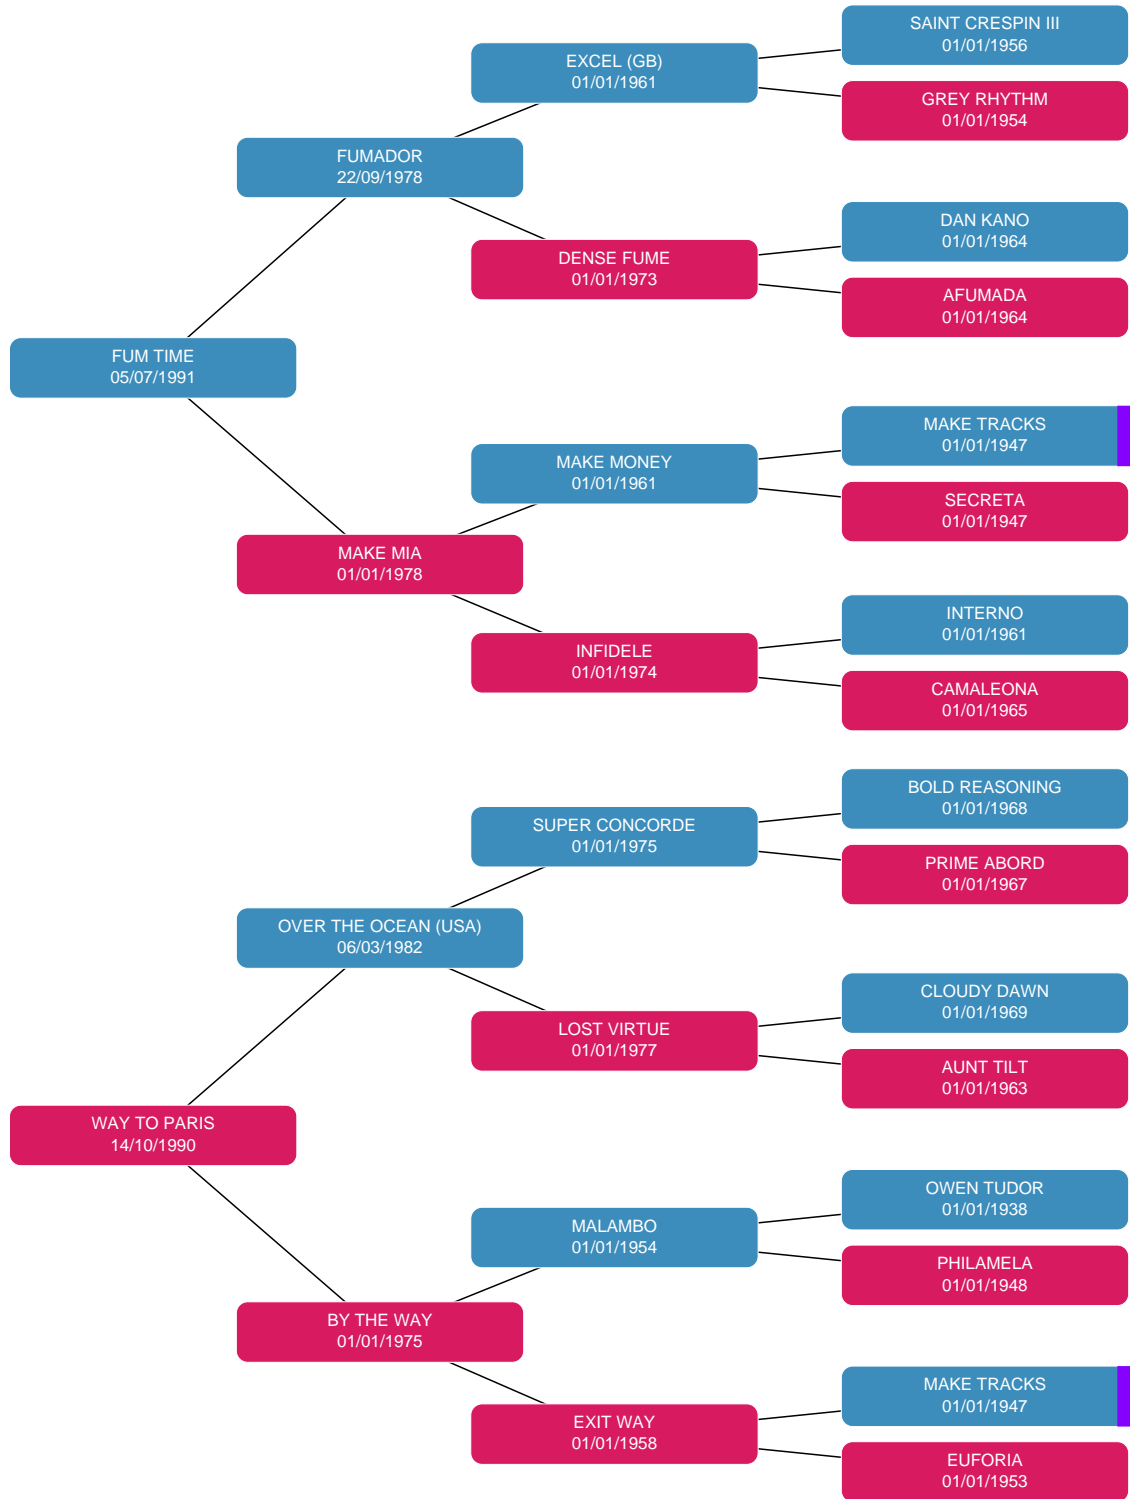 SAINT CRESPIN III
01/01/1956
EXCEL (GB)
01/01/1961
GREY RHYTHM
01/01/1954
FUMADOR
22/09/1978
DAN KANO
01/01/1964
DENSE FUME
01/01/1973
AFUMADA
01/01/1964
FUM TIME
05/07/1991
MAKE TRACKS
01/01/1947
MAKE MONEY
01/01/1961
SECRETA
01/01/1947
MAKE MIA
01/01/1978
INTERNO
01/01/1961
INFIDELE
01/01/1974
CAMALEONA
01/01/1965
BOLD REASONING
01/01/1968
SUPER CONCORDE
01/01/1975
PRIME ABORD
01/01/1967
OVER THE OCEAN (USA)
06/03/1982
CLOUDY DAWN
01/01/1969
LOST VIRTUE
01/01/1977
AUNT TILT
01/01/1963
WAY TO PARIS
14/10/1990
OWEN TUDOR
01/01/1938
MALAMBO
01/01/1954
PHILAMELA
01/01/1948
BY THE WAY
01/01/1975
MAKE TRACKS
01/01/1947
EXIT WAY
01/01/1958
EUFORIA
01/01/1953